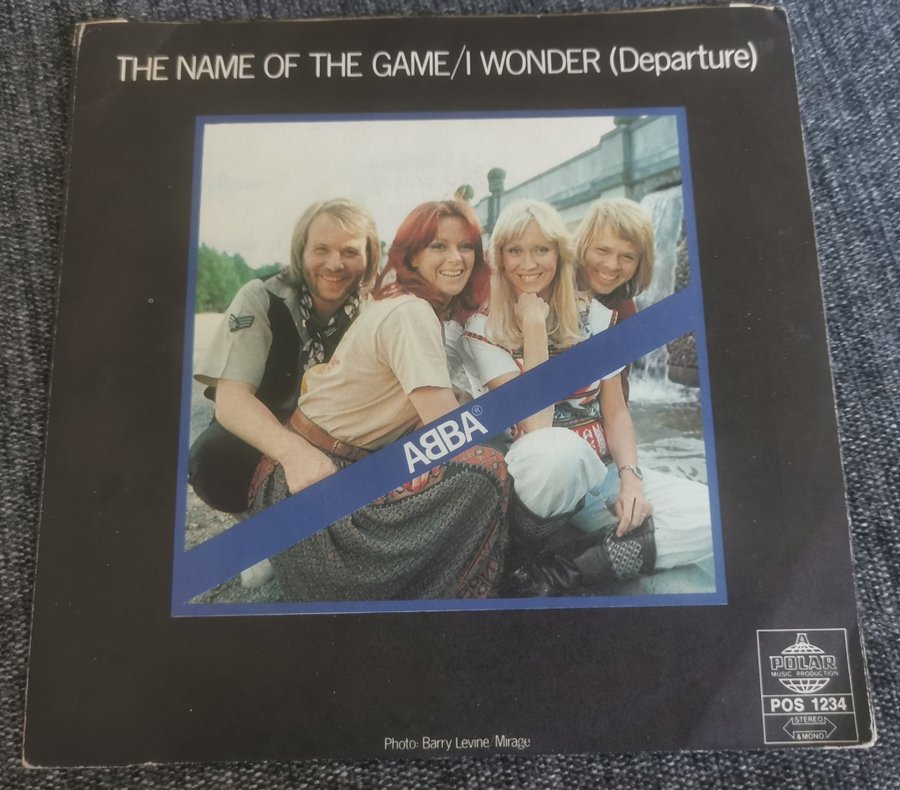 THE NAME OF THE GAME/I WONDER (Departure)
ABBA®
A
POLAR
MUSIC PRODUCTION
POS 1234
STEREO
& MONO
Photo: Barry Levine/Mirage